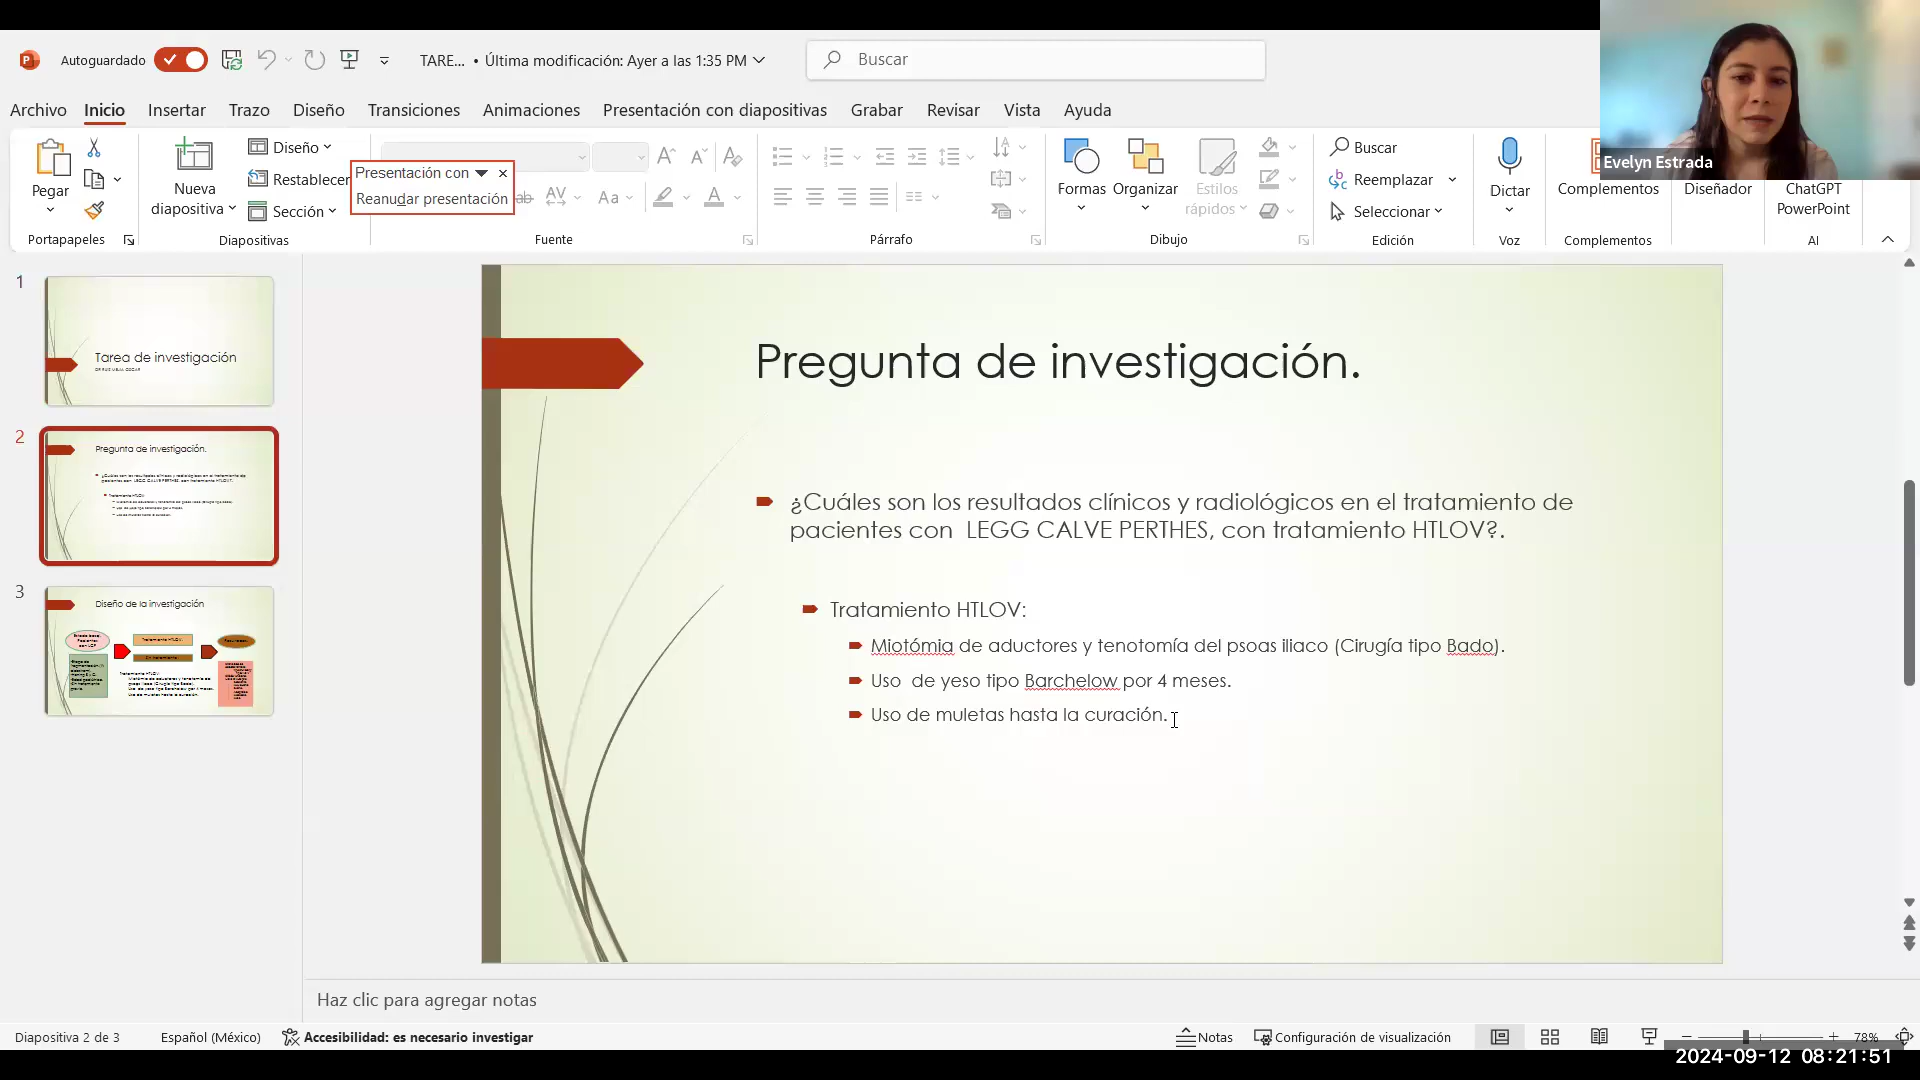 Autoguardado
TARE... • Última modificación: Ayer a las 1:35 PM
Buscar
Evelyn Estrada
Archivo Inicio Insertar Trazo Diseño Transiciones Animaciones Presentación con diapositivas Grabar Revisar Vista Ayuda
Pegar
Nueva diapositiva
Diseño
Restablecer
Sección
Presentación con
Reanudar presentación
Formas
Organizar
Estilos rápidos
Buscar
Reemplazar
Seleccionar
Dictar
Complementos
Diseñador
ChatGPT PowerPoint
Portapapeles Diapositivas Fuente Párrafo Dibujo Edición Voz Complementos AI
1
Tarea de investigación
2
Pregunta de investigación.
3
Diseño de la investigación
Pregunta de investigación.
¿Cuáles son los resultados clínicos y radiológicos en el tratamiento de
pacientes con LEGG CALVE PERTHES, con tratamiento HTLOV?.
Tratamiento HTLOV:
Miotómia de aductores y tenotomía del psoas iliaco (Cirugía tipo Bado).
Uso de yeso tipo Barchelow por 4 meses.
Uso de muletas hasta la curación.
Haz clic para agregar notas
Diapositiva 2 de 3 Español (México) Accesibilidad: es necesario investigar Notas Configuración de visualización 78%
2024-09-12 08:21:51